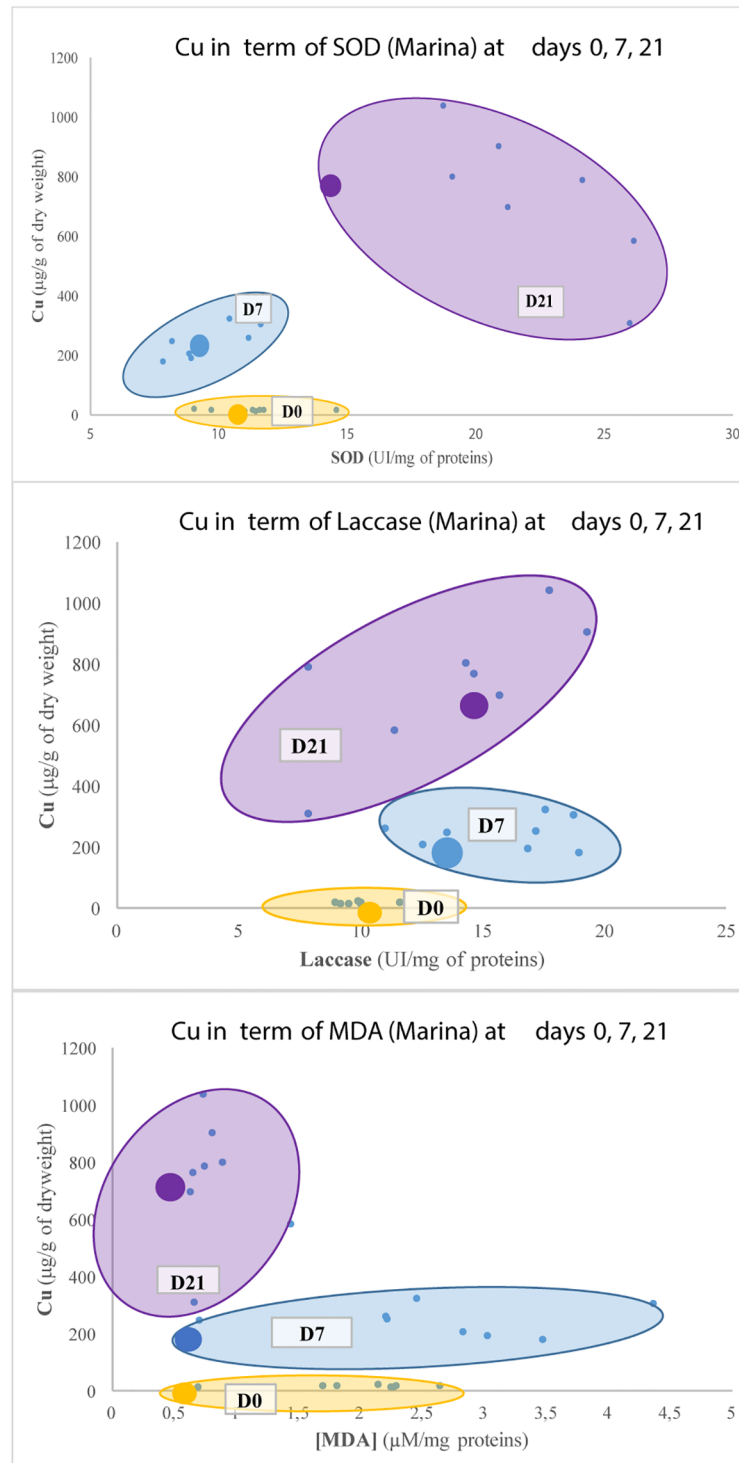 Cu in term of SOD (Marina) at days 0, 7, 21
1200
1000
800
600
400
200
0
Cu (µg/g of dry weight)
D21
D7
D0
5
10
15
20
25
30
SOD (UI/mg of proteins)
Cu in term of Laccase (Marina) at days 0, 7, 21
1200
1000
800
600
400
200
0
Cu (µg/g of dry weight)
D21
D7
D0
0
5
10
15
20
25
Laccase (UI/mg of proteins)
Cu in term of MDA (Marina) at days 0, 7, 21
1200
1000
800
600
400
200
0
Cu (µg/g of dryweight)
D21
D7
D0
0
0,5
1
1,5
2
2,5
3
3,5
4
4,5
5
[MDA] (µM/mg proteins)